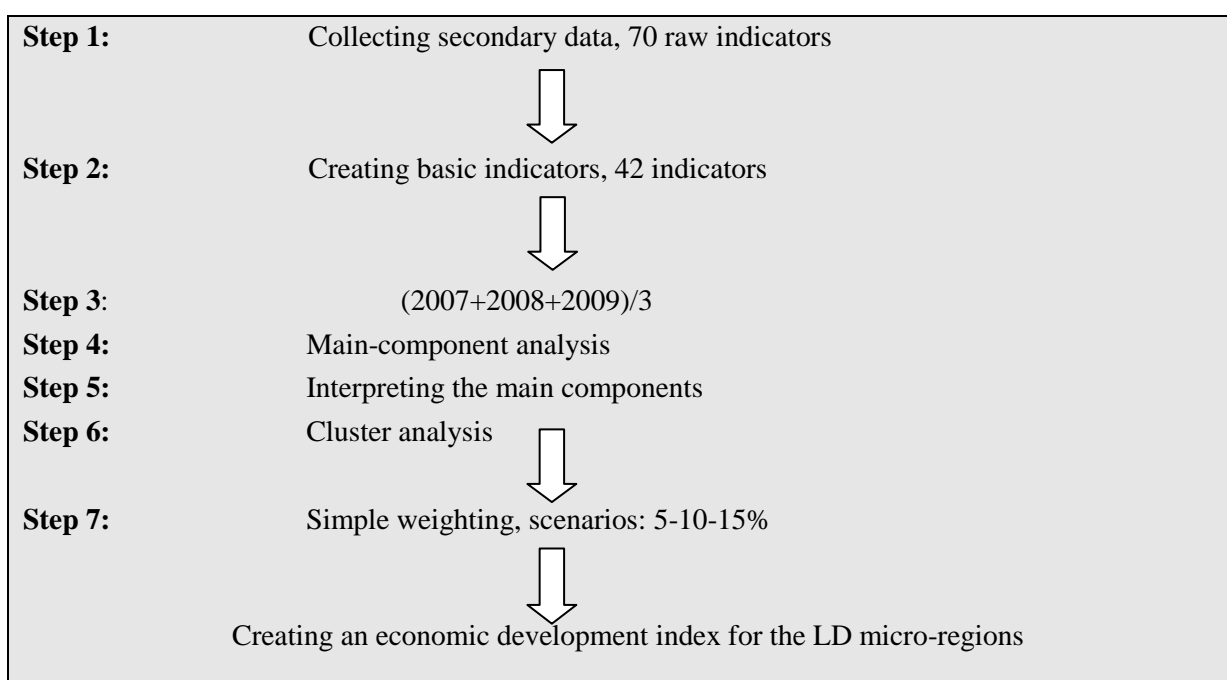 Step 1: Collecting secondary data, 70 raw indicators
Step 2: Creating basic indicators, 42 indicators
Step 3: (2007+2008+2009)/3
Step 4: Main-component analysis
Step 5: Interpreting the main components
Step 6: Cluster analysis
Step 7: Simple weighting, scenarios: 5-10-15%
Creating an economic development index for the LD micro-regions